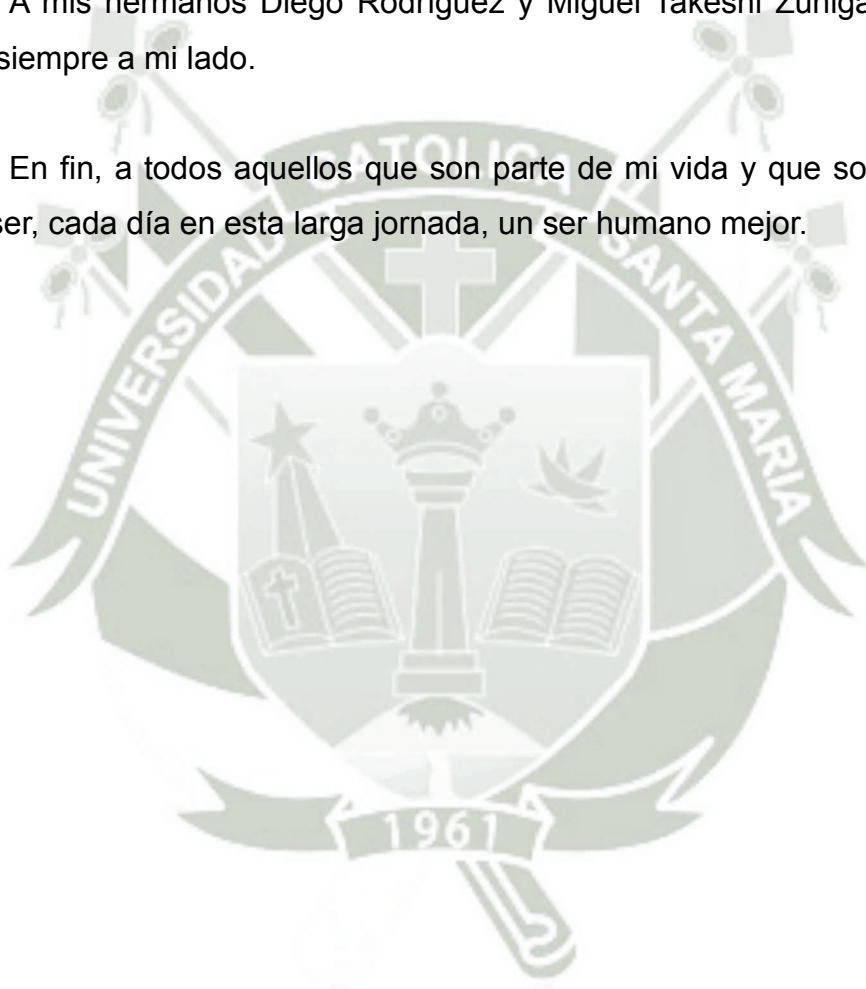 A mis hermanos Diego Rodríguez y Miguel Takeshi Zuñiga
siempre a mi lado.
En fin, a todos aquellos que son parte de mi vida y que so
ser, cada día en esta larga jornada, un ser humano mejor.
UNIVERSIDAD CATOLICA SANTA MARIA
1961